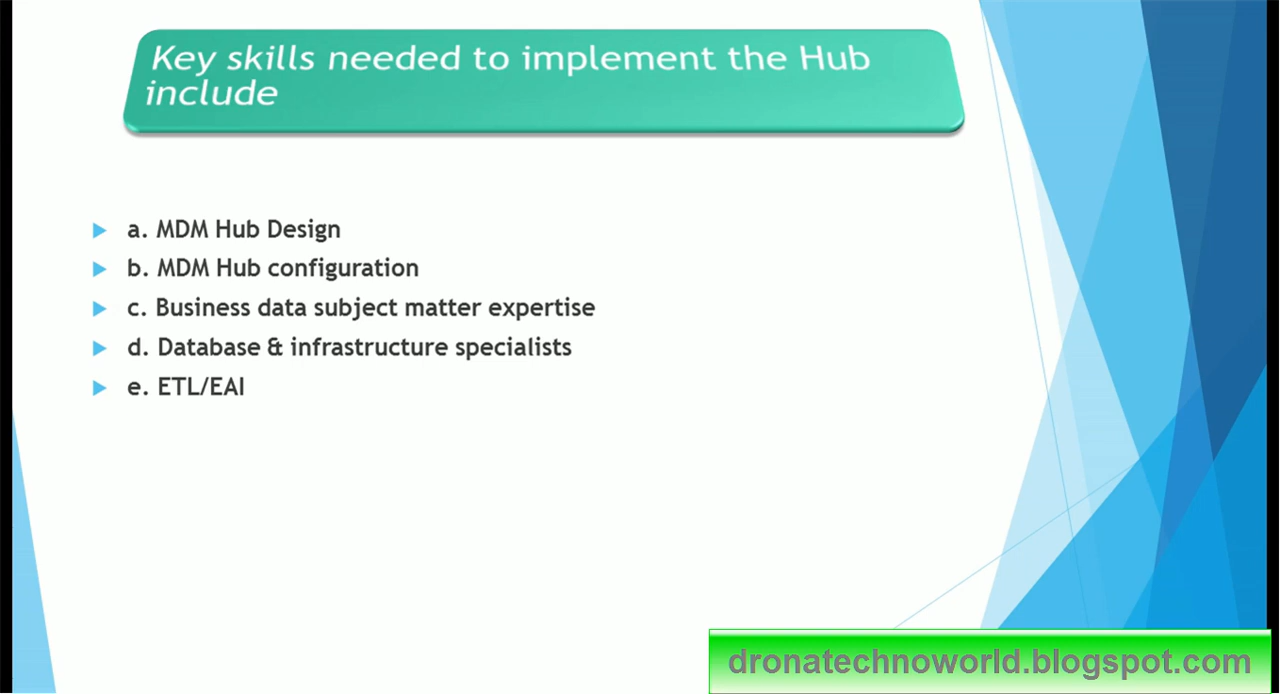 Key skills needed to implement the Hub
include
a. MDM Hub Design
b. MDM Hub configuration
c. Business data subject matter expertise
d. Database & infrastructure specialists
e. ETL/EAI
dronatechnoworld.blogspot.com